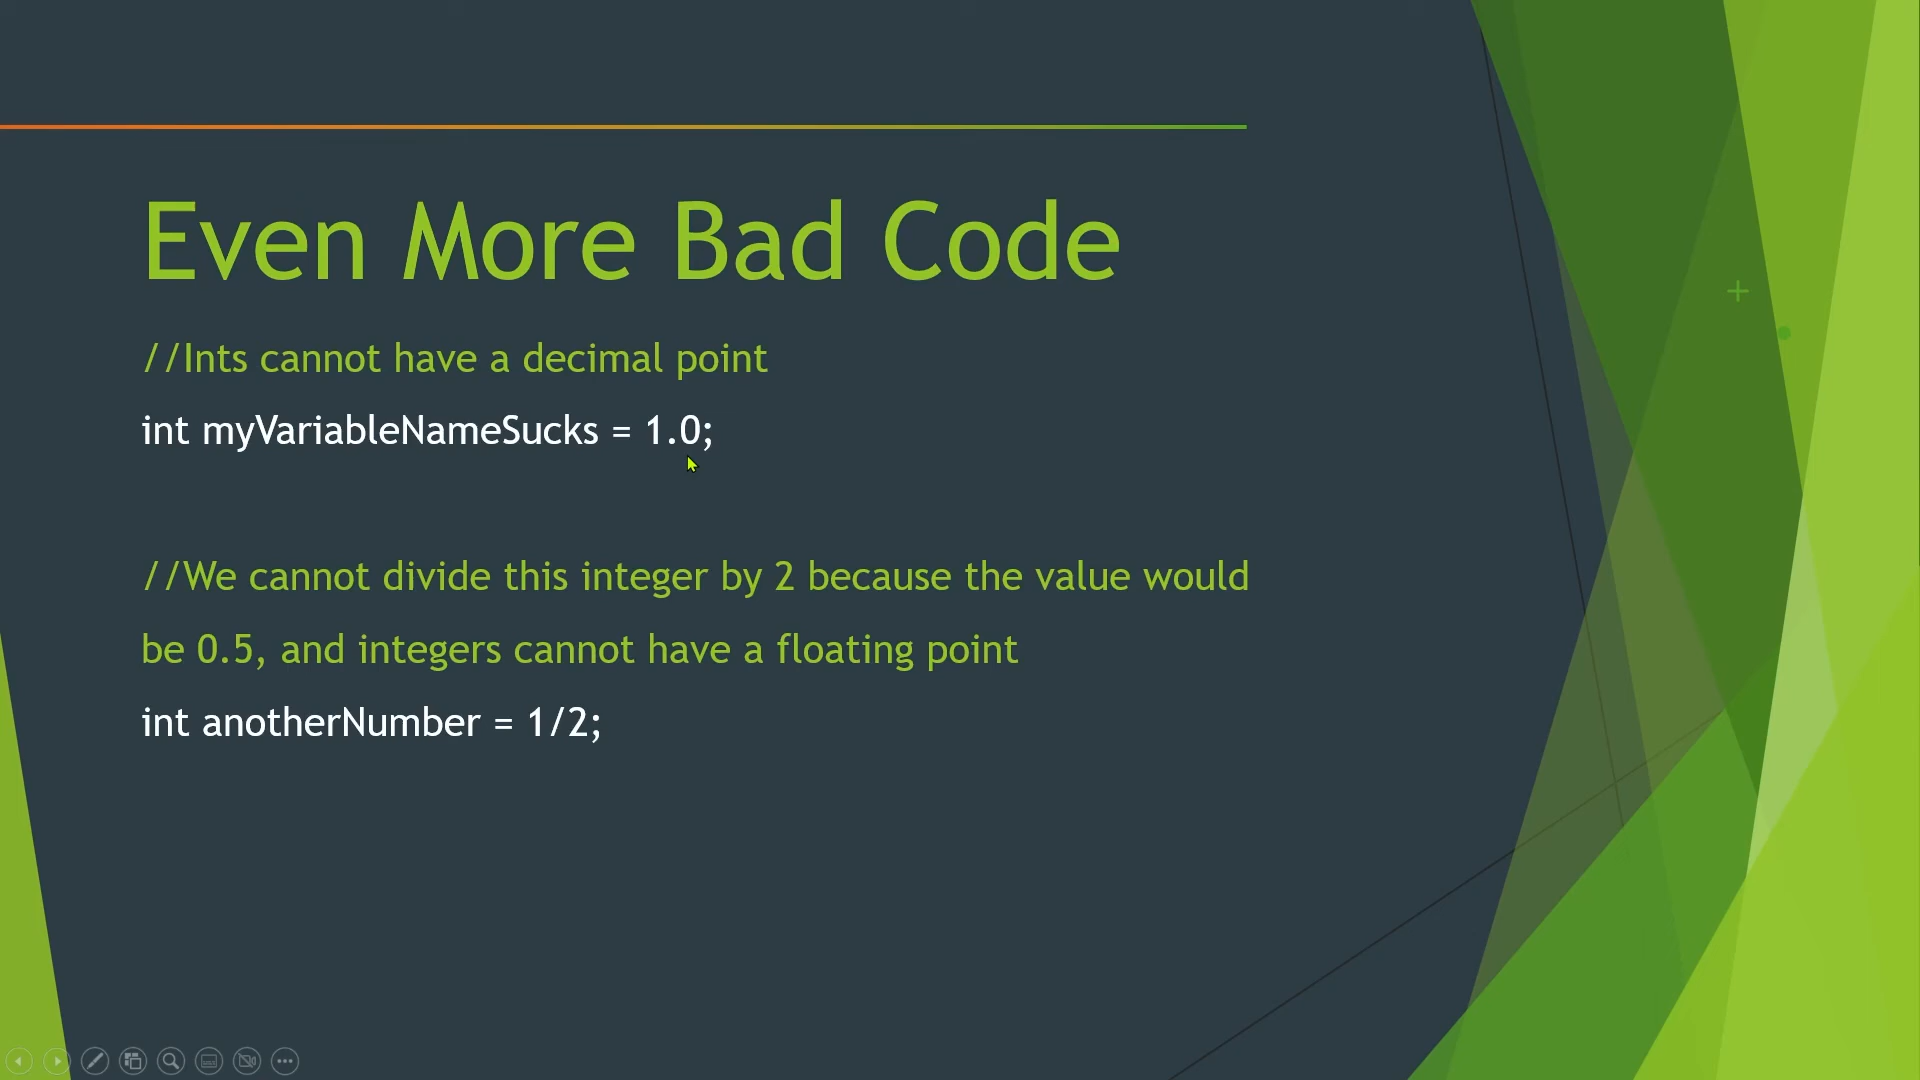 Even More Bad Code
//Ints cannot have a decimal point
int myVariableNameSucks = 1.0;
//We cannot divide this integer by 2 because the value would
be 0.5, and integers cannot have a floating point
int anotherNumber = 1/2;